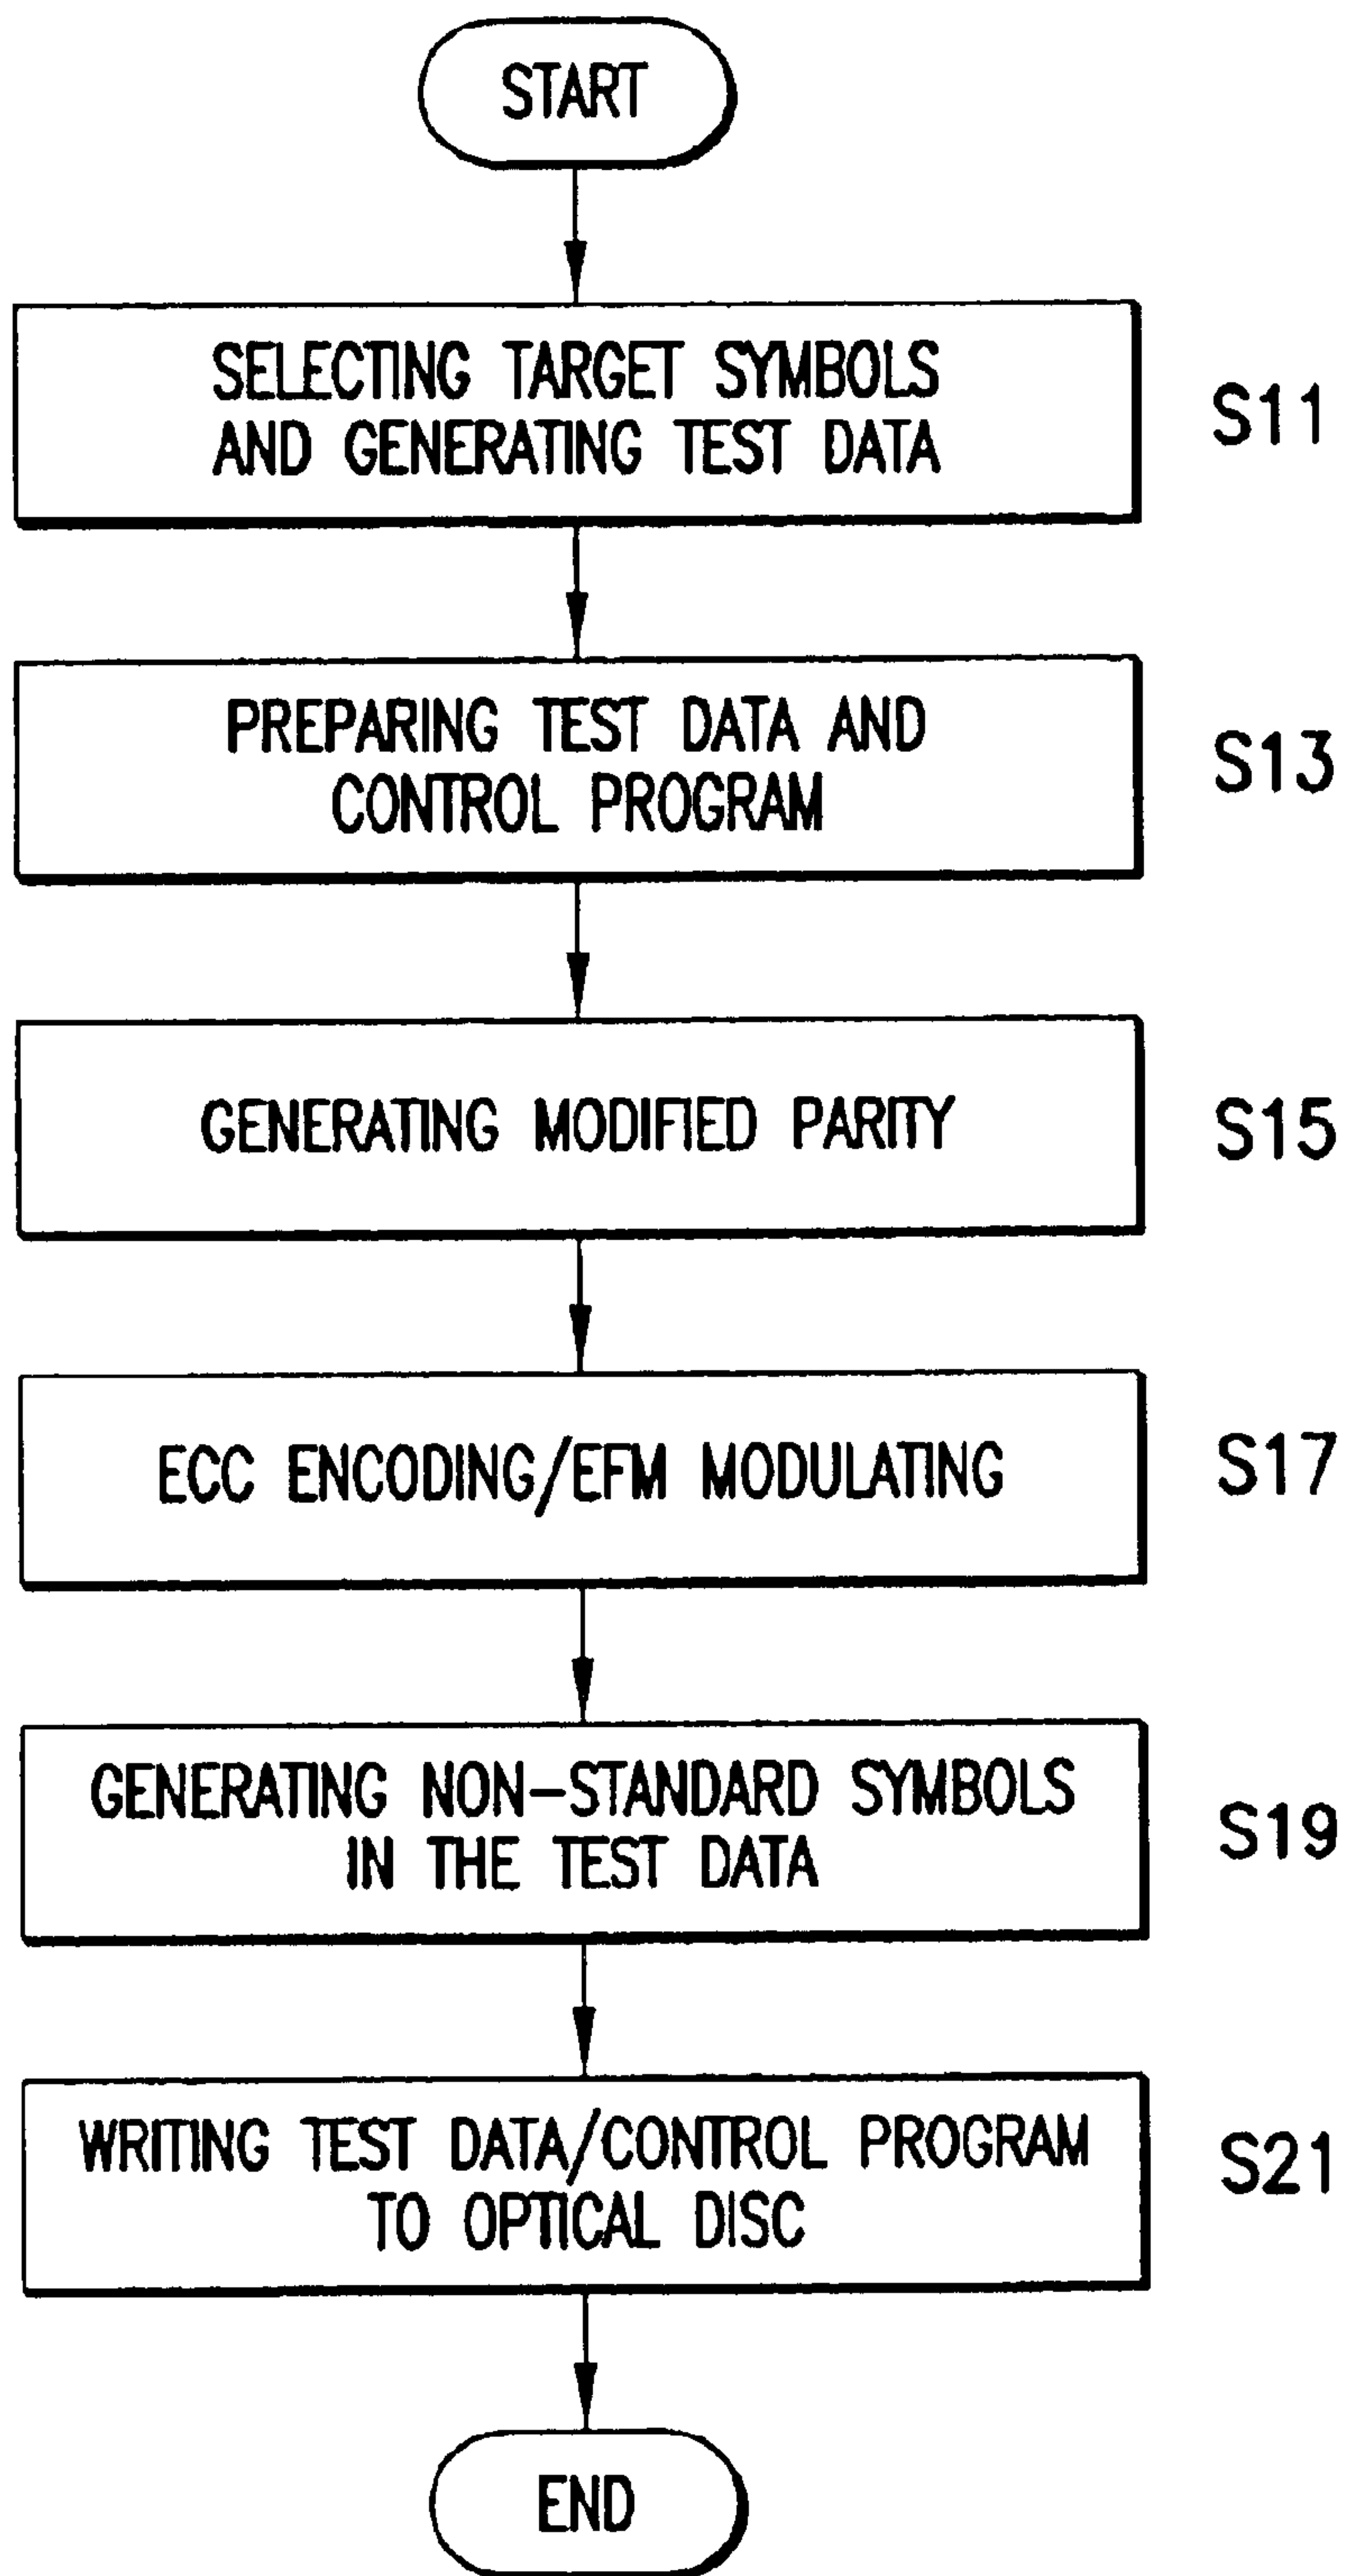 START
SELECTING TARGET SYMBOLS
AND GENERATING TEST DATA
S11
PREPARING TEST DATA AND
CONTROL PROGRAM
S13
GENERATING MODIFIED PARITY
S15
ECC ENCODING/EFM MODULATING
S17
GENERATING NON-STANDARD SYMBOLS
IN THE TEST DATA
S19
WRITING TEST DATA/CONTROL PROGRAM
TO OPTICAL DISC
S21
END